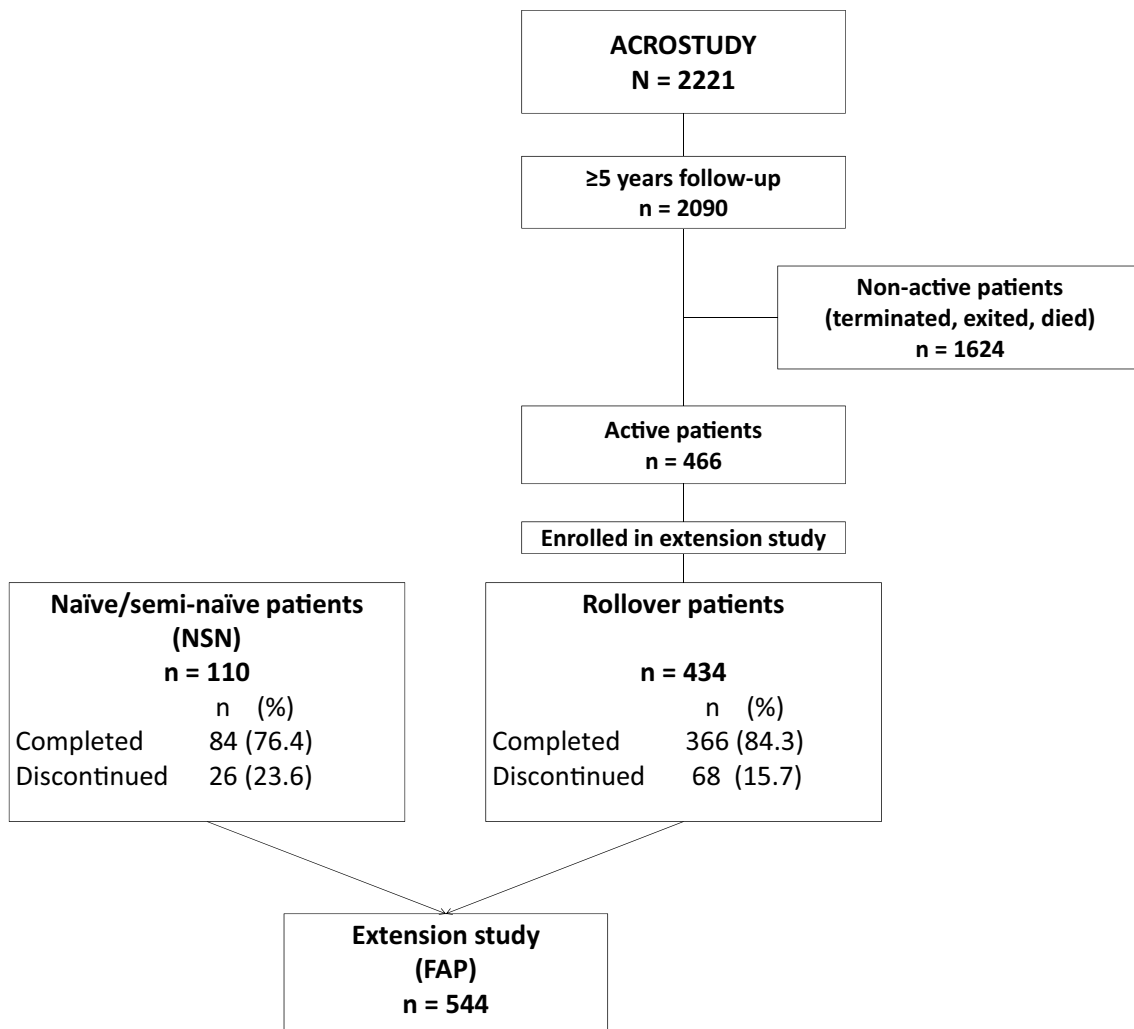 ACROSTUDY
N = 2221
≥5 years follow-up
n = 2090
Non-active patients
(terminated, exited, died)
n = 1624
Active patients
n = 466
Enrolled in extension study
Naïve/semi-naïve patients
(NSN)
n = 110
n (%)
Completed 84 (76.4)
Discontinued 26 (23.6)
Rollover patients
n = 434
n (%)
Completed 366 (84.3)
Discontinued 68 (15.7)
Extension study
(FAP)
n = 544